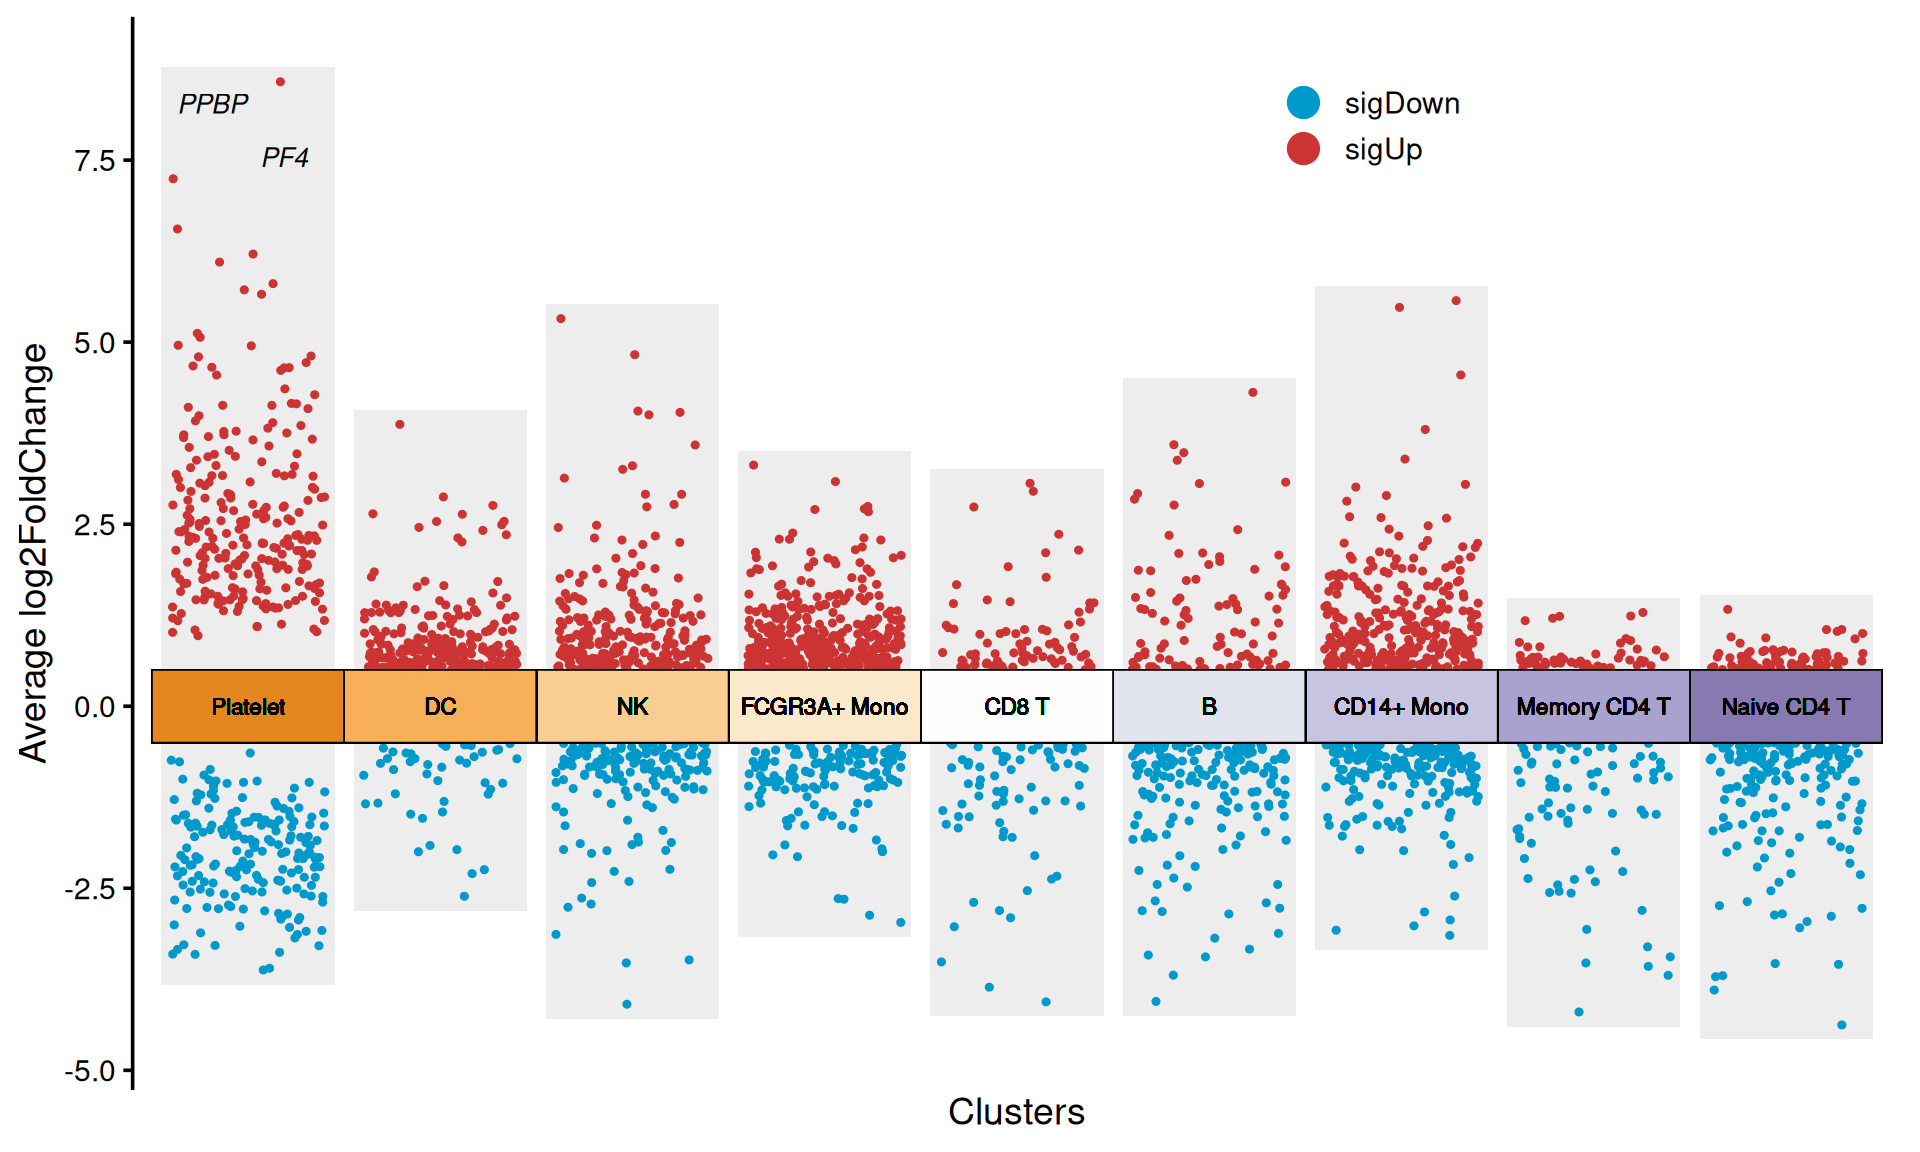 PPBP
PF4
sigDown
sigUp
7.5
5.0
2.5
0.0
-2.5
-5.0
Average log2FoldChange
Platelet
DC
NK
FCGR3A+ Mono
CD8 T
B
CD14+ Mono
Memory CD4 T
Naive CD4 T
Clusters